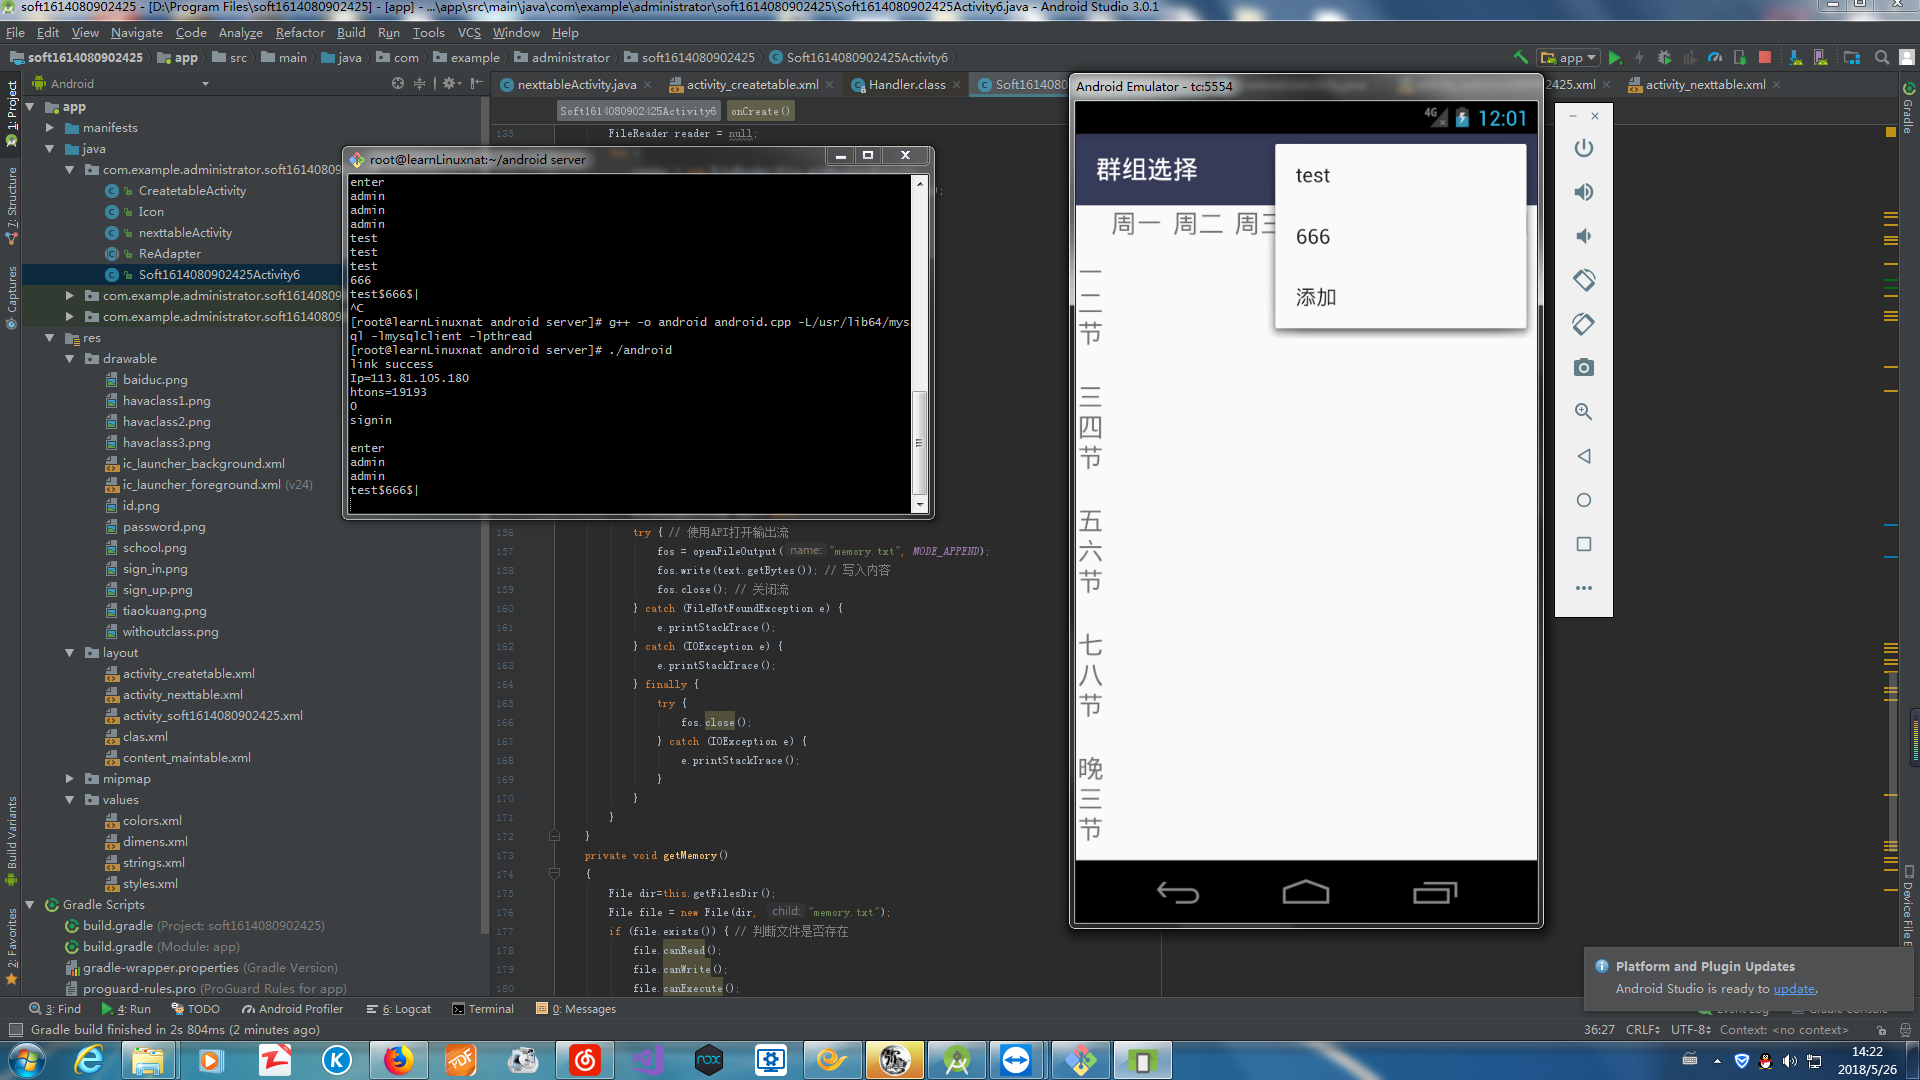 soft1614080902425 - [D:\Program Files\soft1614080902425] - [app] - ...\app\src\main\java\com\example\administrator\soft1614080902425\Soft1614080902425Activity6.java - Android Studio 3.0.1
File Edit View Navigate Code Analyze Refactor Build Run Tools VCS Window Help
soft1614080902425 app src main java com example administrator soft1614080902425 Soft1614080902425Activity6
app
Android
nexttableActivity.java activity_createtable.xml Handler.class Soft1614080
2425.xml activity_nexttable.xml
Soft1614080902425Activity6 onCreate()
1: Project
7: Structure
Captures
Build Variants
2: Favorites
app
manifests
java
com.example.administrator.soft16140809
CreatetableActivity
Icon
nexttableActivity
ReAdapter
Soft1614080902425Activity6
com.example.administrator.soft16140809
com.example.administrator.soft16140809
res
drawable
baiduc.png
havaclass1.png
havaclass2.png
havaclass3.png
ic_launcher_background.xml
ic_launcher_foreground.xml (v24)
id.png
password.png
school.png
sign_in.png
sign_up.png
tiaokuang.png
withoutclass.png
layout
activity_createtable.xml
activity_nexttable.xml
activity_soft1614080902425.xml
clas.xml
content_maintable.xml
mipmap
values
colors.xml
dimens.xml
strings.xml
styles.xml
Gradle Scripts
build.gradle (Project: soft1614080902425)
build.gradle (Module: app)
gradle-wrapper.properties (Gradle Version)
proguard-rules.pro (ProGuard Rules for app)
root@learnLinuxnat:~/android server
enter
admin
admin
admin
test
test
test
666
test$666$|
^C
[root@learnLinuxnat android server]# g++ -o android android.cpp -L/usr/lib64/mys
ql -lmysqlclient -lpthread
[root@learnLinuxnat android server]# ./android
link success
Ip=113.81.105.180
htons=19193
0
signin
enter
admin
admin
test$666$|
135 FileReader reader = null;
156 try { // 使用API打开输出流
157 fos = openFileOutput( name: "memory.txt", MODE_APPEND);
158 fos.write(text.getBytes()); // 写入内容
159 fos.close(); // 关闭流
160 } catch (FileNotFoundException e) {
161 e.printStackTrace();
162 } catch (IOException e) {
163 e.printStackTrace();
164 } finally {
165 try {
166 fos.close();
167 } catch (IOException e) {
168 e.printStackTrace();
169 }
170 }
171 }
172 }
173 private void getMemory()
174 {
175 File dir=this.getFilesDir();
176 File file = new File(dir, child: "memory.txt");
177 if (file.exists()) { // 判断文件是否存在
178 file.canRead();
179 file.canWrite();
180 file.canExecute();
Android Emulator - tc:5554
4G 12:01
群组选择
test
666
添加
周一 周二 周三
一
二
节
三
四
节
五
六
节
七
八
节
晚
三
节
Gradle
Device File E
Platform and Plugin Updates
Android Studio is ready to update.
3: Find 4: Run TODO Android Profiler 6: Logcat Terminal 0: Messages Event Log Gradle Console
Gradle build finished in 2s 804ms (2 minutes ago)
36:27 CRLF UTF-8 Context: <no context>
PDF
nox
14:22
2018/5/26